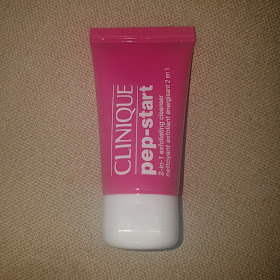 CLINIQUE
pep-start
2-in-1 exfoliating cleanser
nettoyant exfoliant énergisant 2 en 1